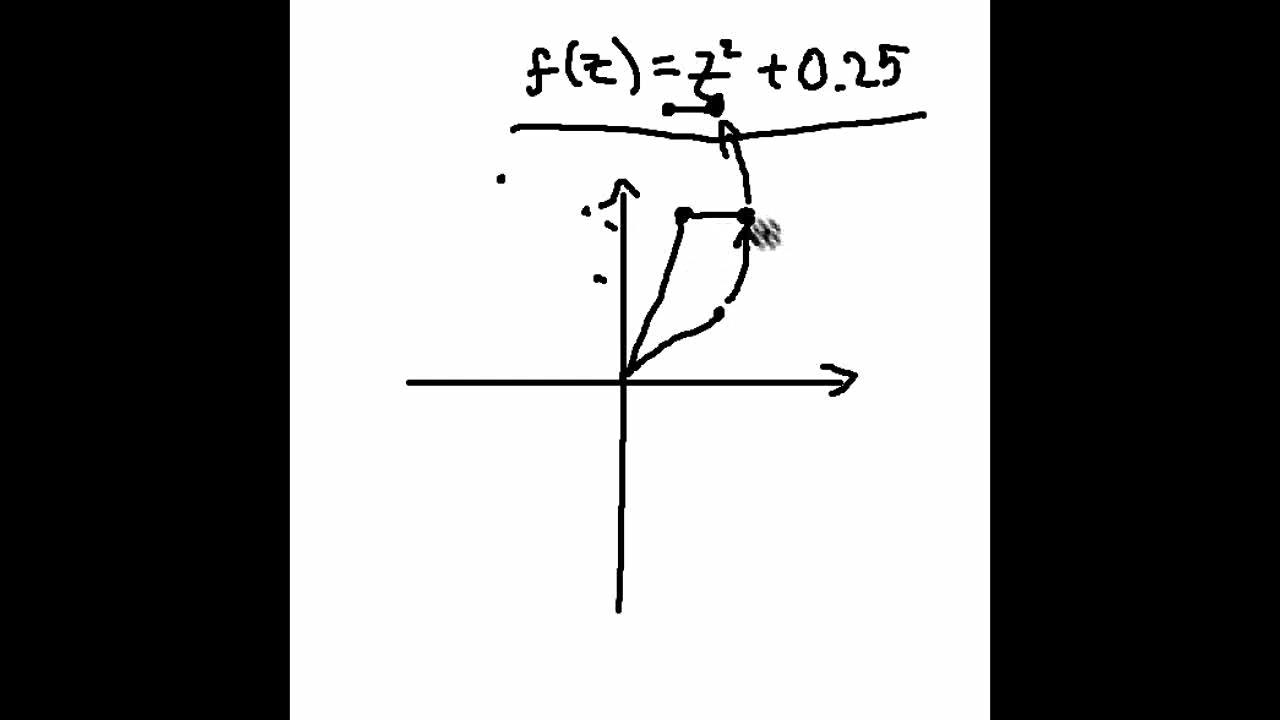 f(z) = z² + 0.25